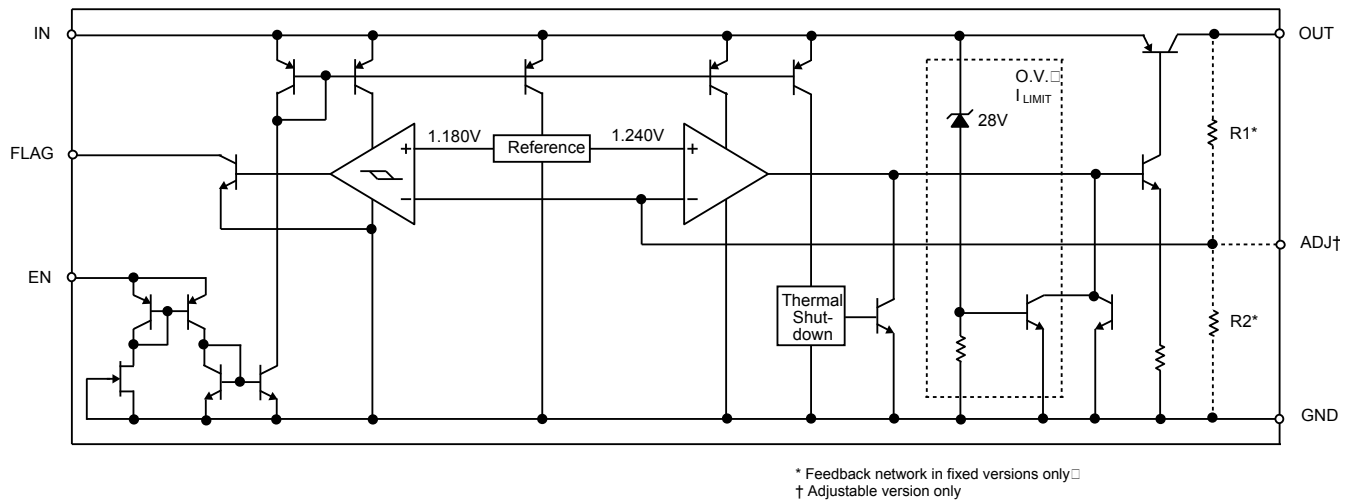 IN
OUT
O.V.
I LIMIT
28V
R1*
1.180V
Reference
1.240V
+
+
FLAG
−
−
ADJ†
EN
Thermal
Shut-
down
R2*
GND
* Feedback network in fixed versions only
† Adjustable version only